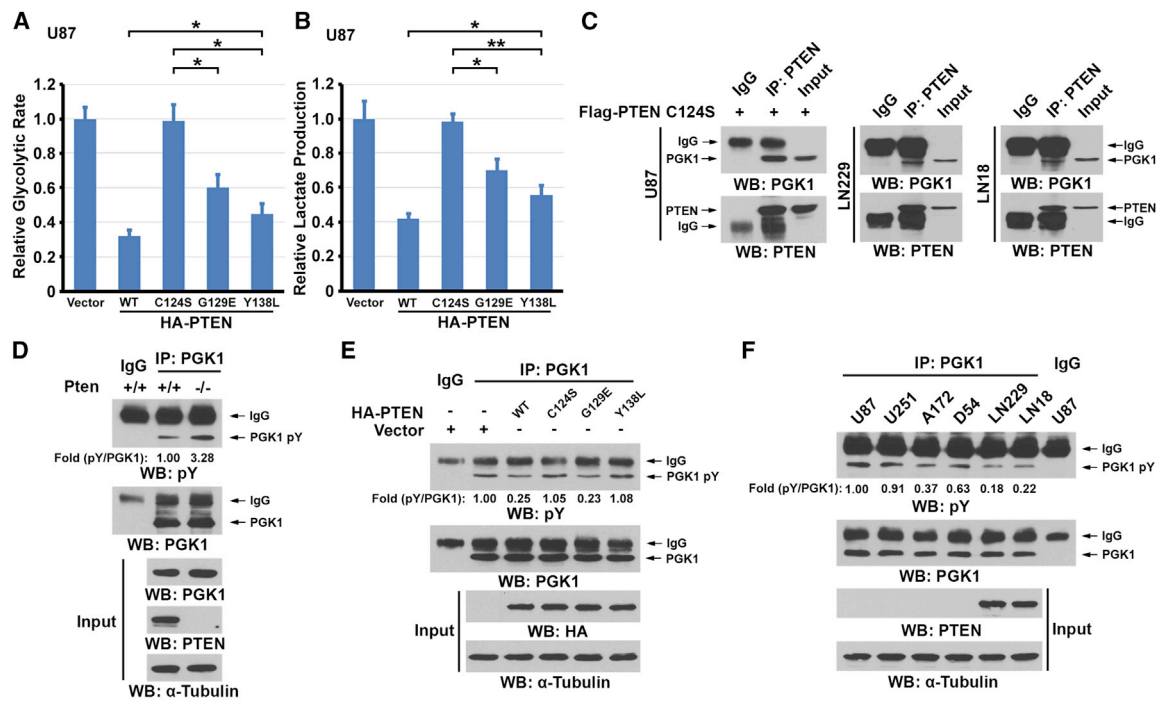 A
U87
*
*
*
Relative Glycolytic Rate
1.2
1.0
0.8
0.6
0.4
0.2
0
Vector WT C124S G129E Y138L
HA-PTEN
B
U87
*
**
*
Relative Lactate Production
1.2
1.0
0.8
0.6
0.4
0.2
0
Vector WT C124S G129E Y138L
HA-PTEN
C
IgG IP: PTEN Input
Flag-PTEN C124S + + +
U87
IgG
PGK1
WB: PGK1
PTEN
IgG
WB: PTEN
IgG IP: PTEN Input
LN229
WB: PGK1
WB: PTEN
IgG IP: PTEN Input
LN18
IgG
PGK1
WB: PGK1
PTEN
IgG
WB: PTEN
D
IgG IP: PGK1
Pten +/+ +/+ -/-
IgG
PGK1 pY
Fold (pY/PGK1): 1.00 3.28
WB: pY
IgG
PGK1
WB: PGK1
Input
WB: PGK1
WB: PTEN
WB: α-Tubulin
E
IgG IP: PGK1
HA-PTEN - - WT C124S G129E Y138L
Vector + + - - - -
IgG
PGK1 pY
Fold (pY/PGK1): 1.00 0.25 1.05 0.23 1.08
WB: pY
IgG
PGK1
WB: PGK1
Input
WB: HA
WB: α-Tubulin
F
IP: PGK1 IgG
U87 U251 A172 D54 LN229 LN18 U87
IgG
PGK1 pY
Fold (pY/PGK1): 1.00 0.91 0.37 0.63 0.18 0.22
WB: pY
IgG
PGK1
WB: PGK1
WB: PTEN
Input
WB: α-Tubulin